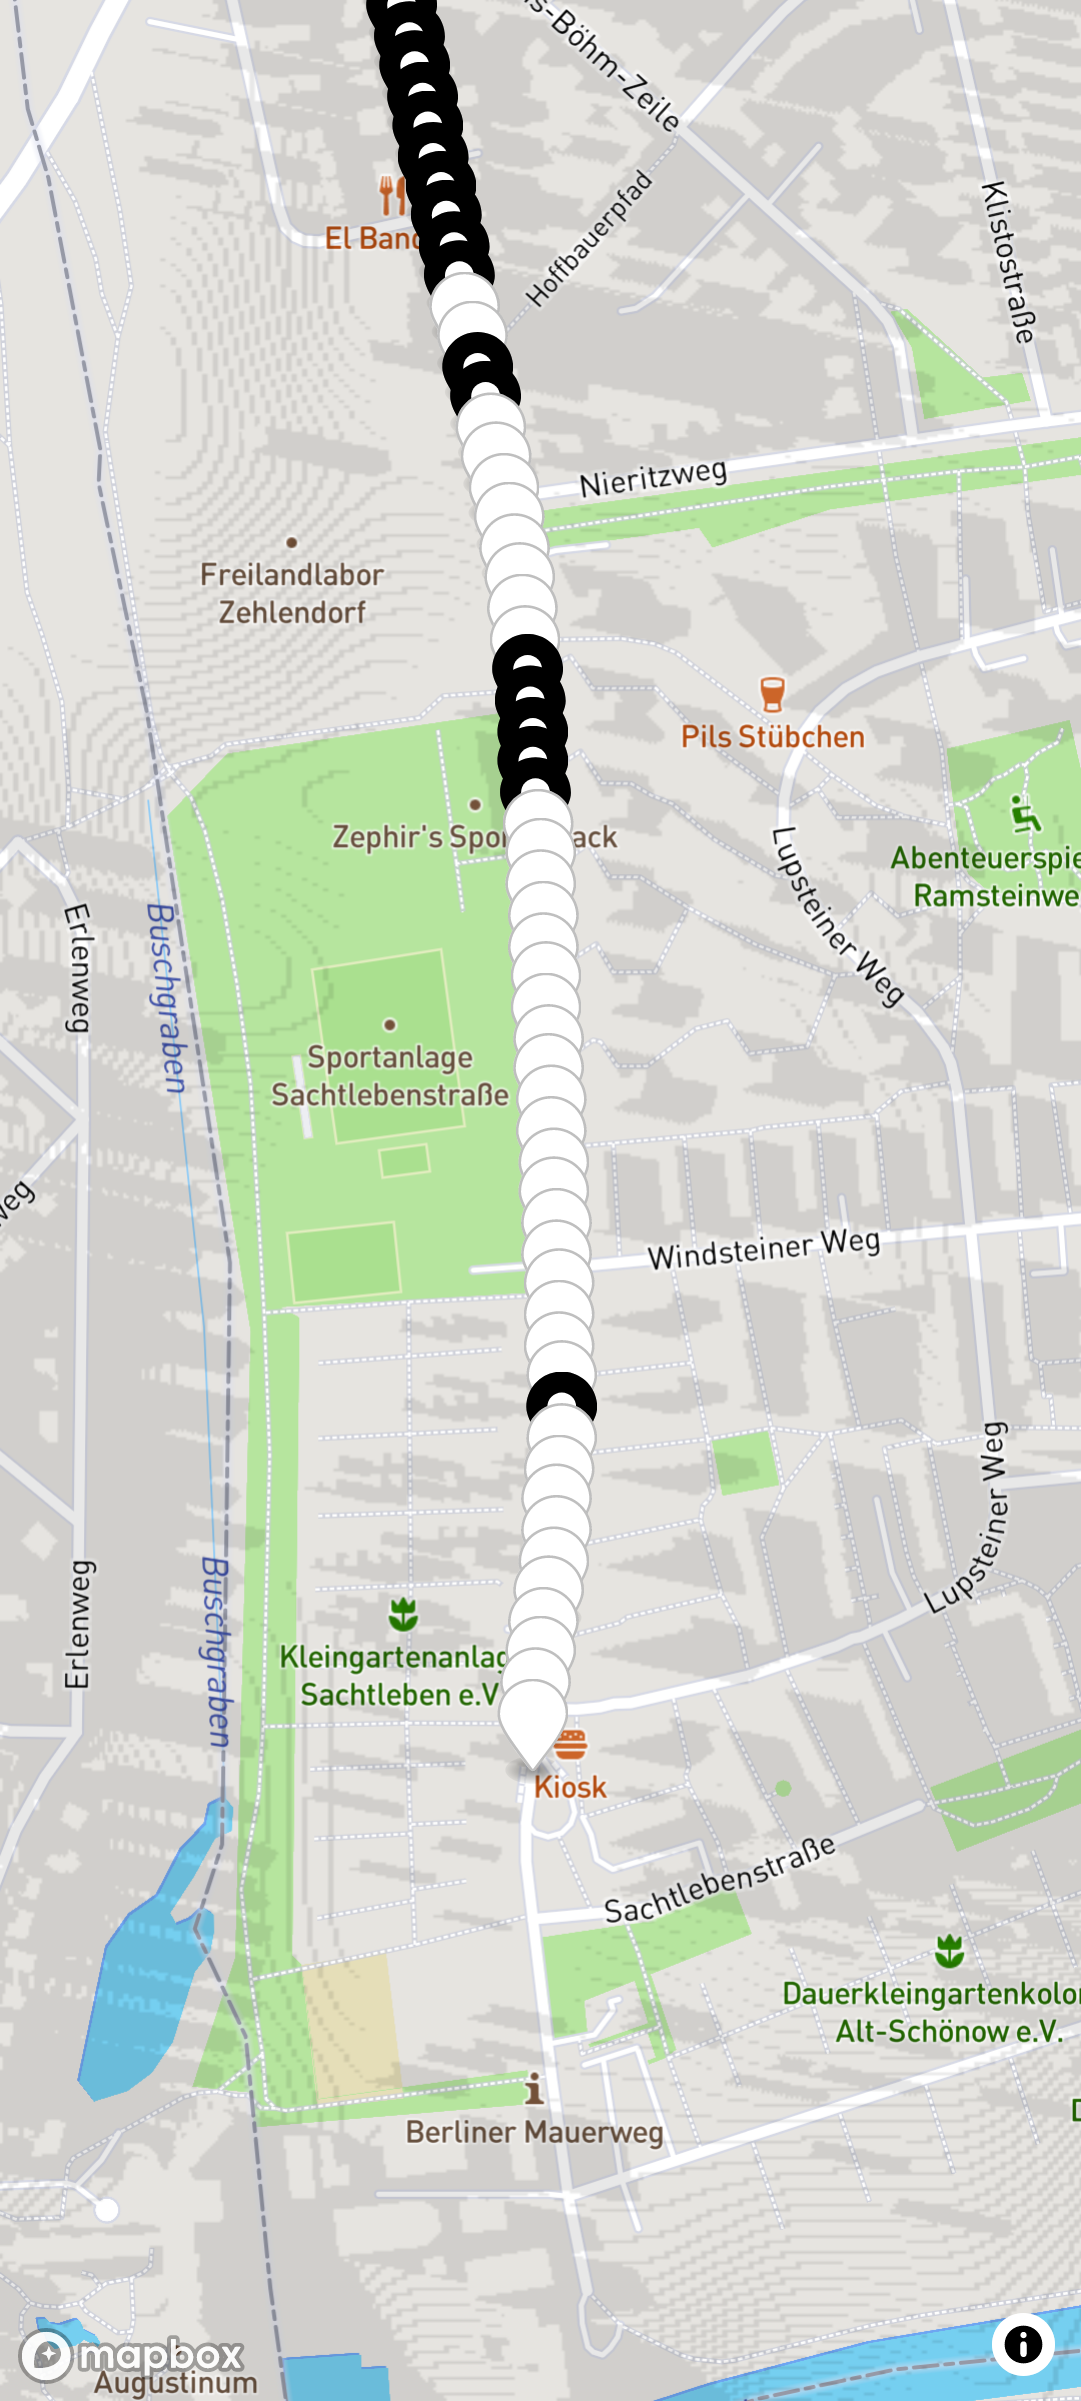 s-Böhm-Zeile
Klistostraße
Hoffbauerpfad
El Banc
Nieritzweg
Freilandlabor
Zehlendorf
Pils Stübchen
Zephir's Spor
ack
Abenteuerspie
Ramsteinwe
Lupsteiner Weg
Erlenweg
Buschgraben
Sportanlage
Sachtlebenstraße
weg
Windsteiner Weg
Lupsteiner Weg
Erlenweg
Buschgraben
Kleingartenanlag
Sachtleben e.V
Kiosk
Sachtlebenstraße
Dauerkleingartenkolon
Alt-Schönow e.V.
Berliner Mauerweg
D
mapbox
Augustinum